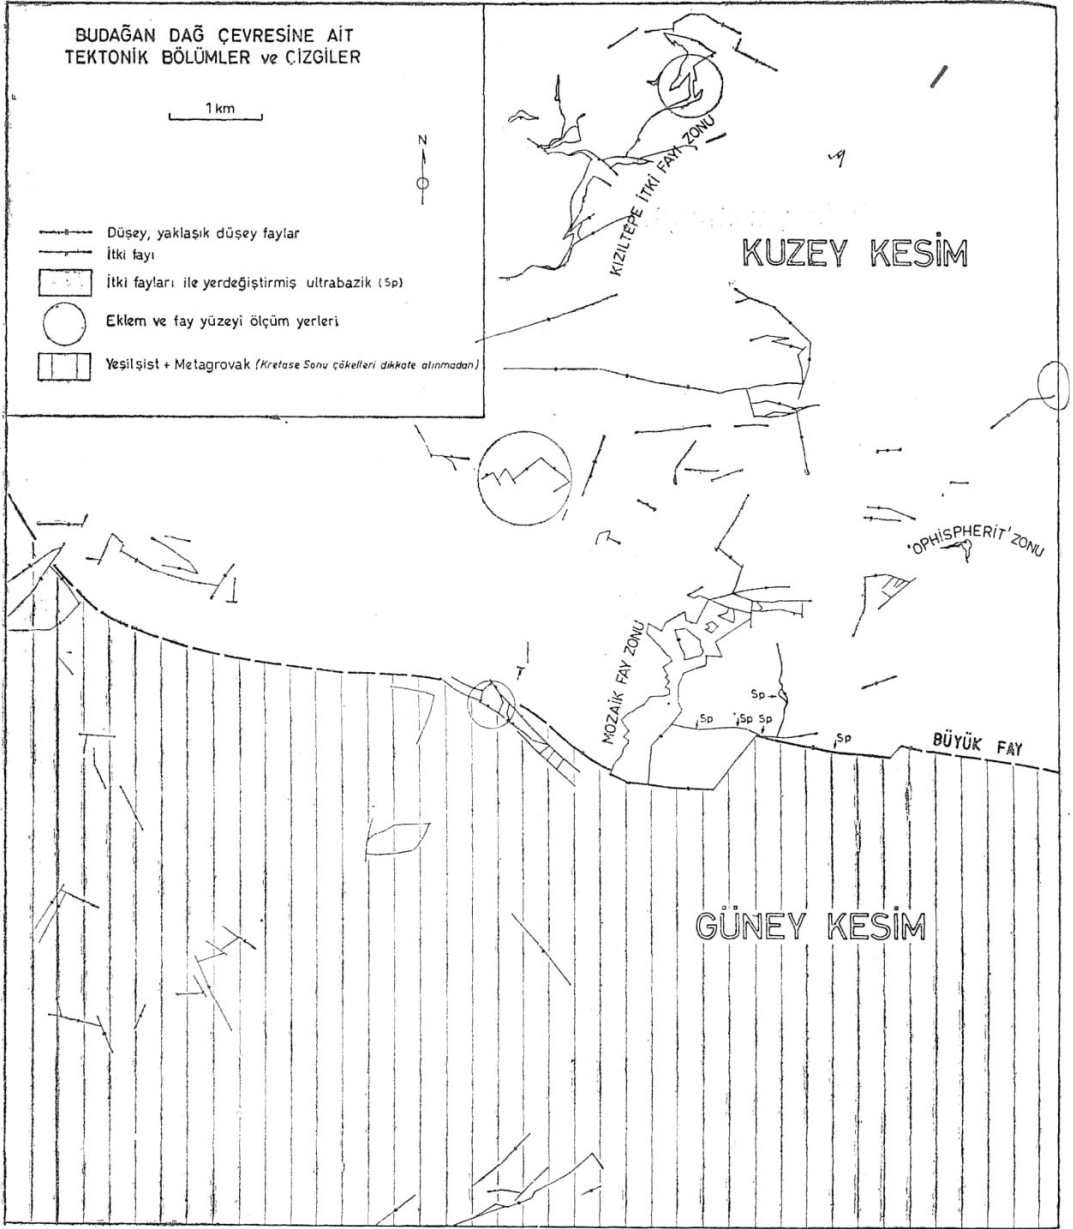 BUDAĞAN DAĞ ÇEVRESİNE AİT
TEKTONİK BÖLÜMLER ve ÇİZGİLER
1 km
N
Düşey, yaklaşık düşey faylar
İtki fayı
İtki fayları ile yerdeğiştirmiş ultrabazik (Sp)
Eklem ve fay yüzeyi ölçüm yerleri
Yeşilşist + Metagrovak (Kretase Sonu çökelleri dikkate alınmadan)
KIZILTEPE İTKİ FAYI ZONU
KUZEY KESİM
'OPHİSPHERİT' ZONU
MOZAİK FAY ZONU
Sp
Sp
Sp Sp
Sp
BÜYÜK FAY
GÜNEY KESİM